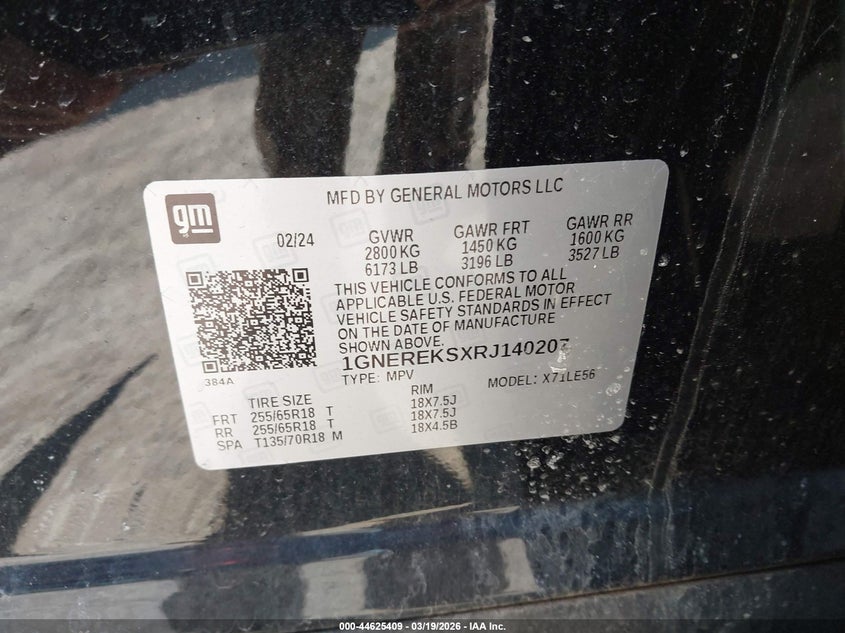 gm
MFD BY GENERAL MOTORS LLC
02/24
GVWR
2800 KG
6173 LB
GAWR FRT
1450 KG
3196 LB
GAWR RR
1600 KG
3527 LB
THIS VEHICLE CONFORMS TO ALL
APPLICABLE U.S. FEDERAL MOTOR
VEHICLE SAFETY STANDARDS IN EFFECT
ON THE DATE OF MANUFACTURE
SHOWN ABOVE.
1GNEREKSXRJ140207
384A
TYPE: MPV
MODEL: X71LE56
TIRE SIZE RIM
FRT 255/65R18 T 18X7.5J
RR 255/65R18 T 18X7.5J
SPA T135/70R18 M 18X4.5B
000-44625409 - 03/19/2026 - IAA Inc.